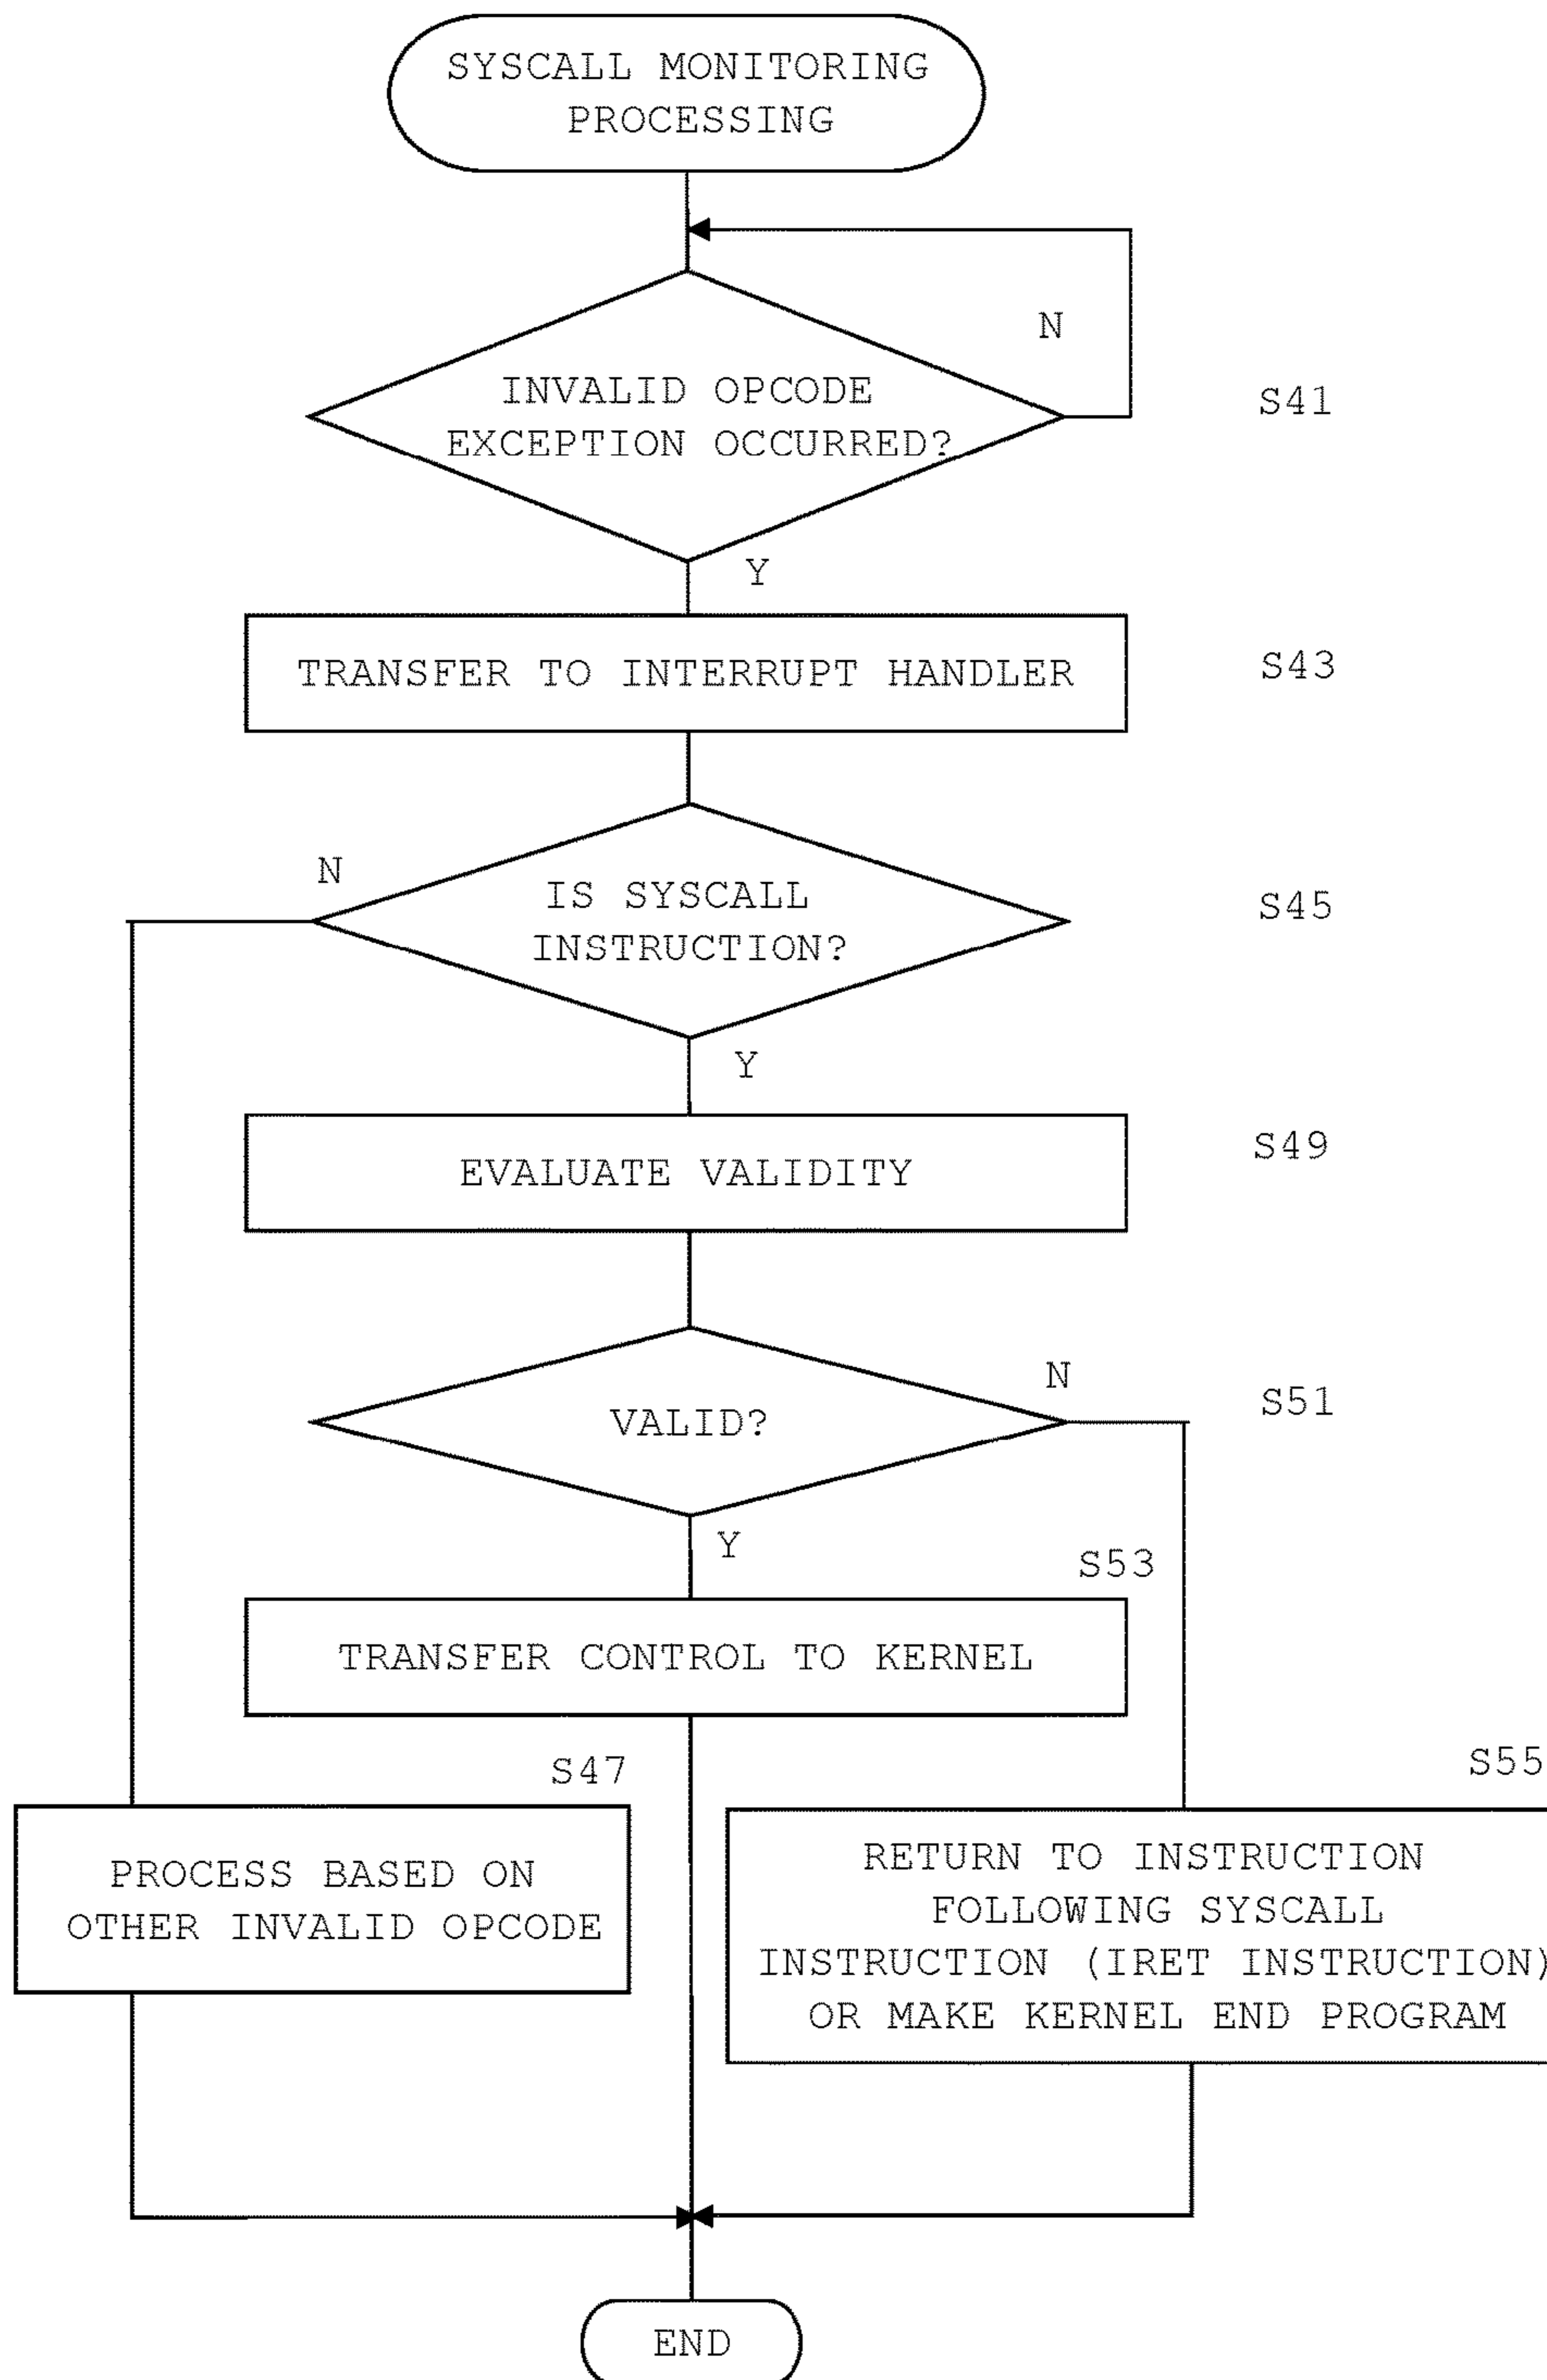 SYSCALL MONITORING
PROCESSING
N
INVALID OPCODE
EXCEPTION OCCURRED?
S41
Y
TRANSFER TO INTERRUPT HANDLER
S43
N
IS SYSCALL
INSTRUCTION?
S45
Y
EVALUATE VALIDITY
S49
N
VALID?
S51
Y
S53
TRANSFER CONTROL TO KERNEL
S47
S55
PROCESS BASED ON
OTHER INVALID OPCODE
RETURN TO INSTRUCTION
FOLLOWING SYSCALL
INSTRUCTION (IRET INSTRUCTION)
OR MAKE KERNEL END PROGRAM
END